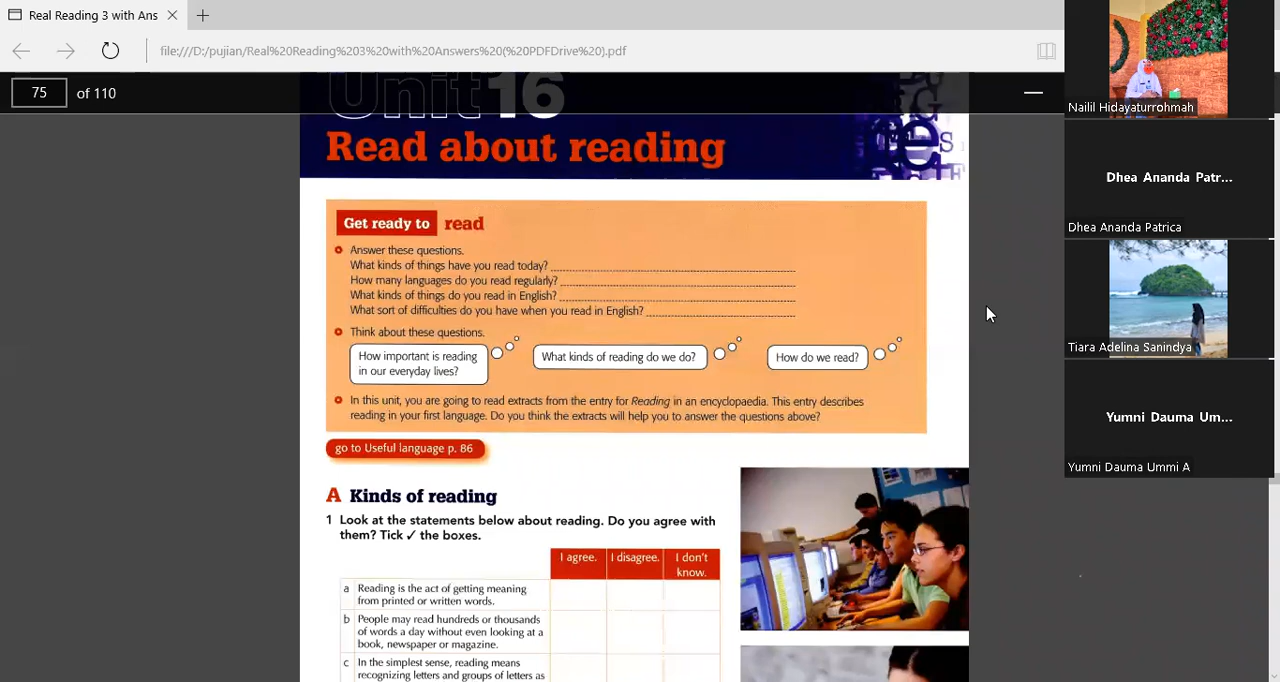 Real Reading 3 with Ans
file:///D:/pujian/Real%20Reading%203%20with%20Answers%20(%20PDFDrive%20).pdf
75 of 110
Unit 16
Read about reading
Get ready to read
Answer these questions.
What kinds of things have you read today?
How many languages do you read regularly?
What kinds of things do you read in English?
What sort of difficulties do you have when you read in English?
Think about these questions.
How important is reading
in our everyday lives?
What kinds of reading do we do?
How do we read?
In this unit, you are going to read extracts from the entry for Reading in an encyclopaedia. This entry describes
reading in your first language. Do you think the extracts will help you to answer the questions above?
go to Useful language p. 86
A Kinds of reading
1 Look at the statements below about reading. Do you agree with
them? Tick ✓ the boxes.
I agree. I disagree. I don't
know.
a Reading is the act of getting meaning
from printed or written words.
b People may read hundreds or thousands
of words a day without even looking at a
book, newspaper or magazine.
c In the simplest sense, reading means
recognizing letters and groups of letters as
Nailil Hidayaturrohmah
Dhea Ananda Patr...
Dhea Ananda Patrica
Tiara Adelina Sanindya
Yumni Dauma Um...
Yumni Dauma Ummi A